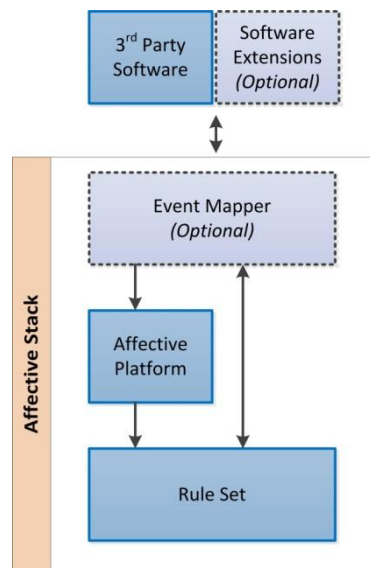 3rd Party
Software
Software
Extensions
(Optional)
Event Mapper
(Optional)
Affective Stack
Affective
Platform
Rule Set